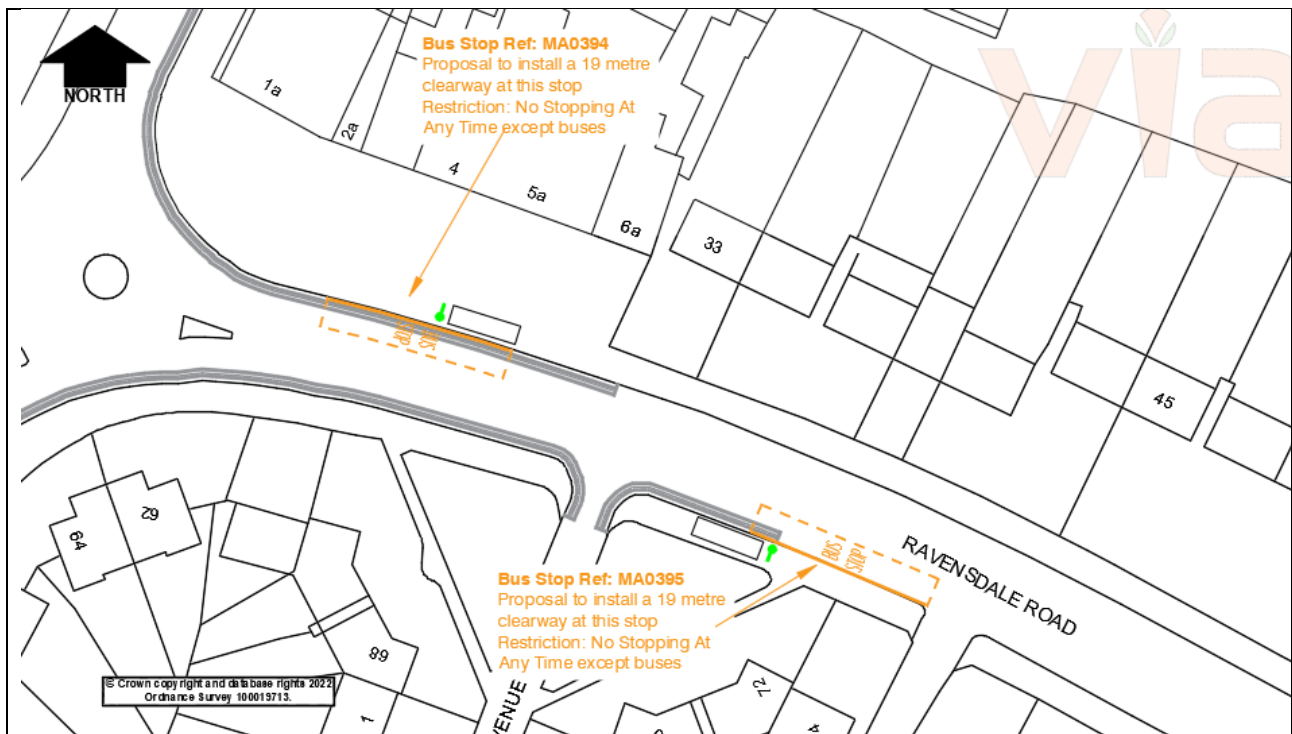 via
NORTH
Bus Stop Ref: MA0394
Proposal to install a 19 metre
clearway at this stop
Restriction: No Stopping At
Any Time except buses
1a
2a
4
5a
6a
33
45
BUS
STOP
BUS
STOP
RAVENSDALE ROAD
62
64
68
1
72
Bus Stop Ref: MA0395
Proposal to install a 19 metre
clearway at this stop
Restriction: No Stopping At
Any Time except buses
VENUE
© Crown copyright and database rights 2022
Ordnance Survey 100019713.